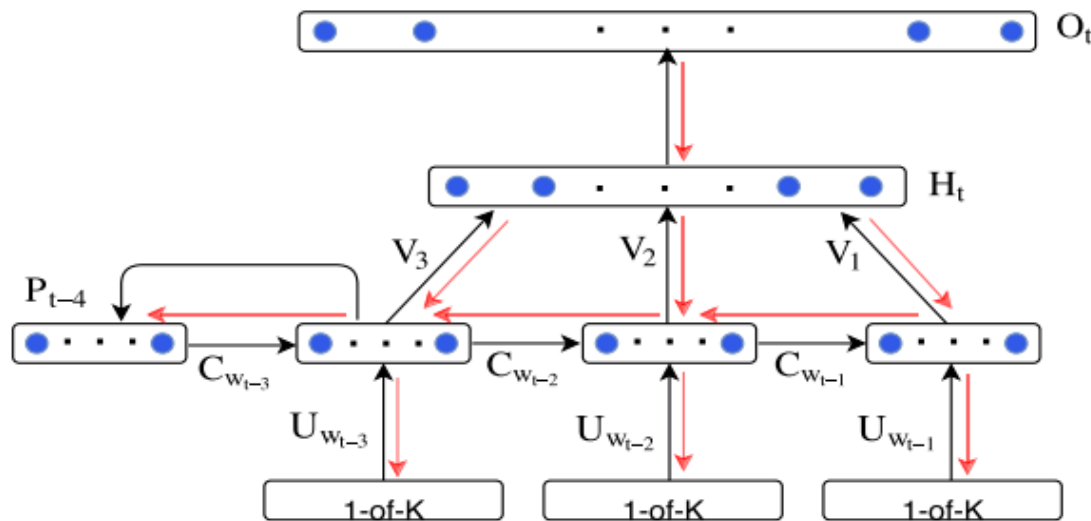 O_t
H_t
V_3 V_2 V_1
P_{t-4}
C_{w_{t-3}} C_{w_{t-2}} C_{w_{t-1}}
U_{w_{t-3}} U_{w_{t-2}} U_{w_{t-1}}
1-of-K 1-of-K 1-of-K